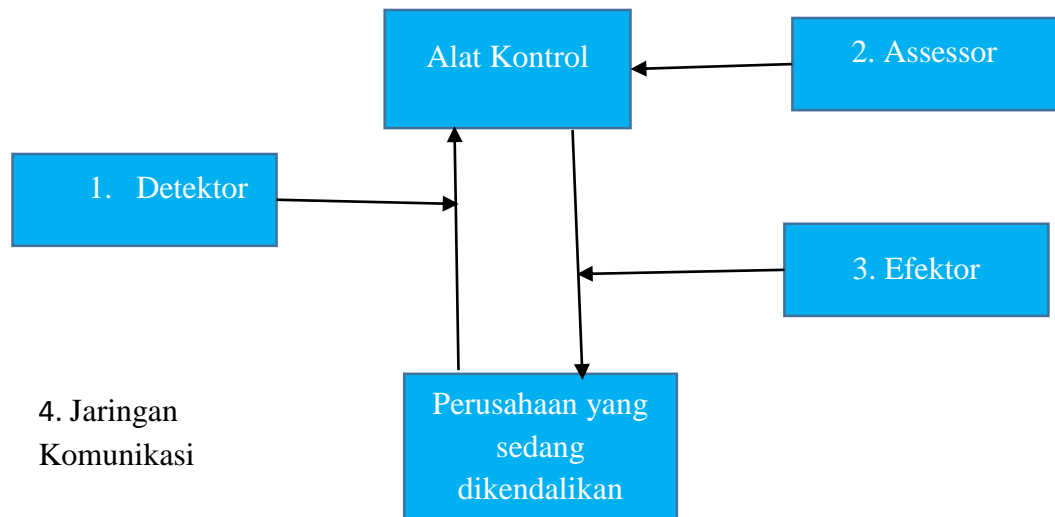 Alat Kontrol
2. Assessor
1. Detektor
3. Efektor
4. Jaringan
Komunikasi
Perusahaan yang
sedang
dikendalikan